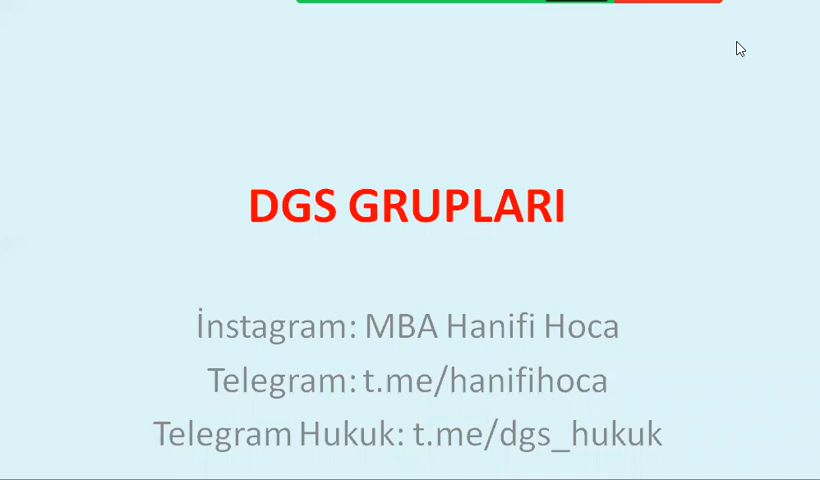 DGS GRUPLARI
İnstagram: MBA Hanifi Hoca
Telegram: t.me/hanifihoca
Telegram Hukuk: t.me/dgs_hukuk